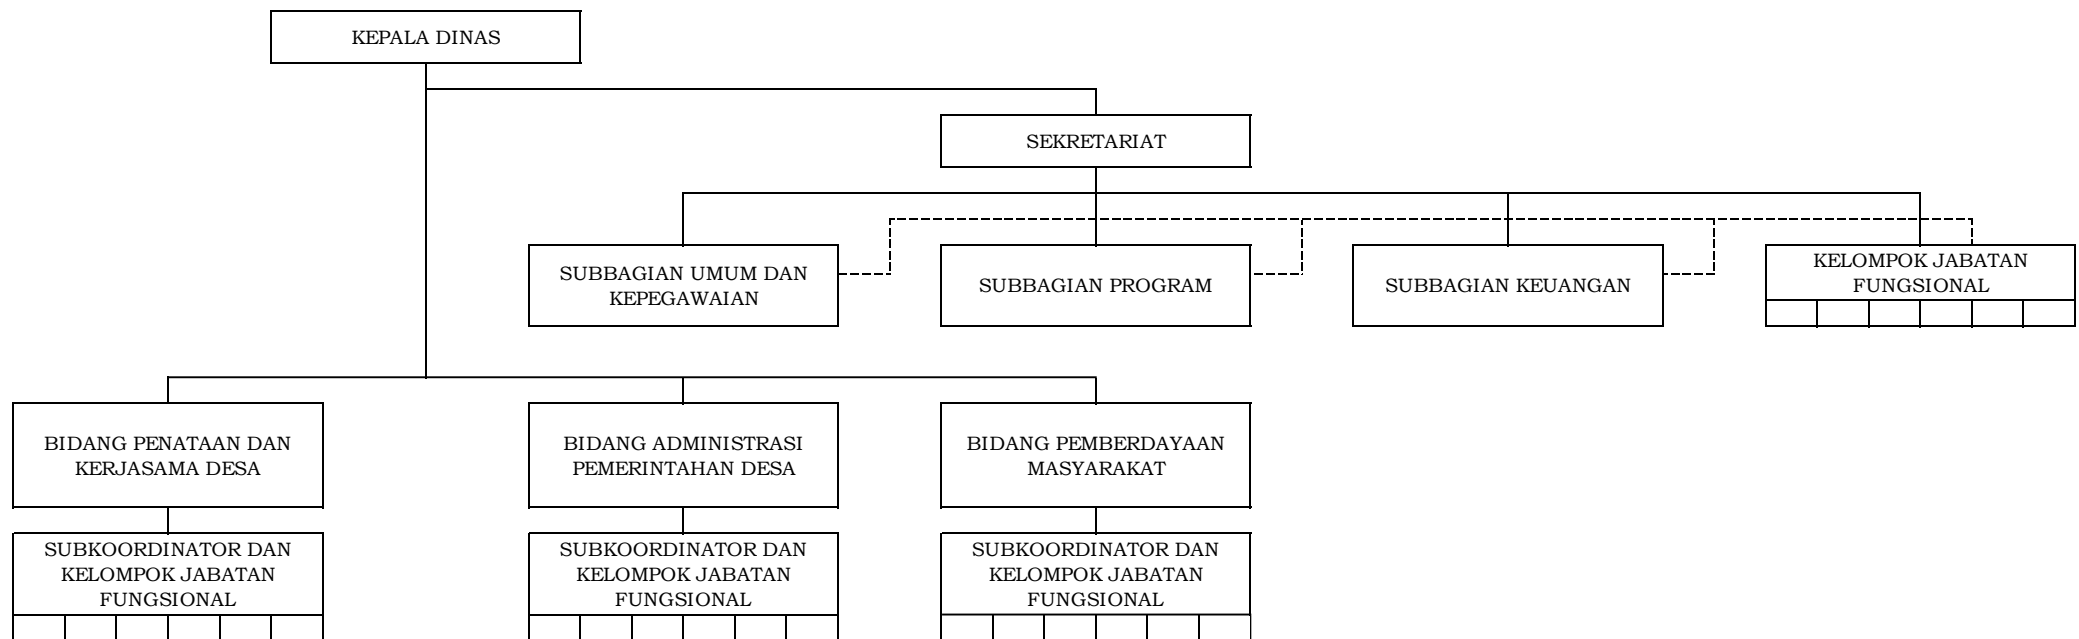 KEPALA DINAS
SEKRETARIAT
SUBBAGIAN UMUM DAN
KEPEGAWAIAN
SUBBAGIAN PROGRAM
SUBBAGIAN KEUANGAN
KELOMPOK JABATAN
FUNGSIONAL
BIDANG PENATAAN DAN
KERJASAMA DESA
BIDANG ADMINISTRASI
PEMERINTAHAN DESA
BIDANG PEMBERDAYAAN
MASYARAKAT
SUBKOORDINATOR DAN
KELOMPOK JABATAN
FUNGSIONAL
SUBKOORDINATOR DAN
KELOMPOK JABATAN
FUNGSIONAL
SUBKOORDINATOR DAN
KELOMPOK JABATAN
FUNGSIONAL